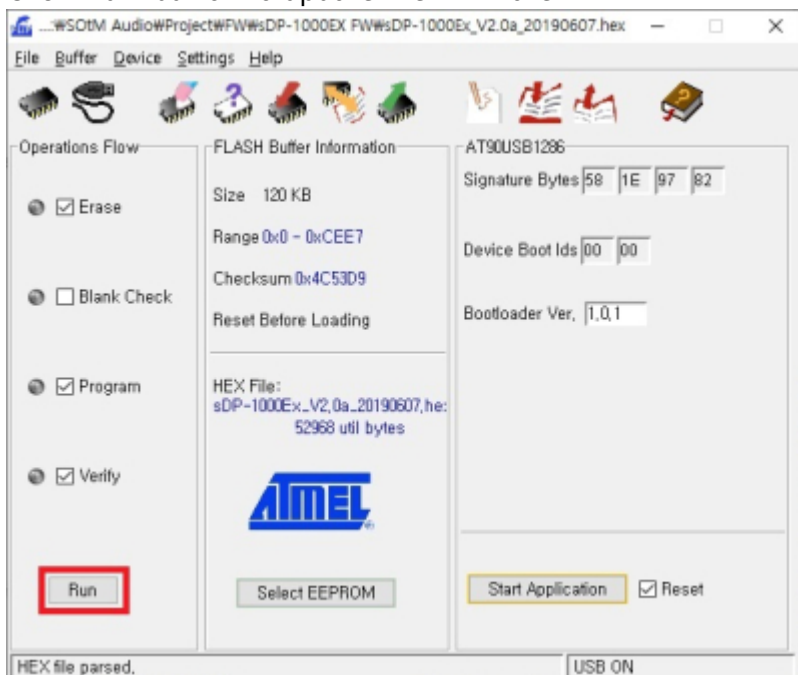 ...₩SOtM Audio₩Project₩FW₩sDP-1000EX FW₩sDP-1000Ex_V2.0a_20190607.hex
File Buffer Device Settings Help
Operations Flow
Erase
Blank Check
Program
Verify
Run
FLASH Buffer Information
Size 120 KB
Range 0x0 - 0xCEE7
Checksum 0x4C53D9
Reset Before Loading
HEX File:
sDP-1000Ex_V2,0a_20190607,he:
52968 util bytes
ATMEL
Select EEPROM
AT90USB1286
Signature Bytes 58 1E 97 82
Device Boot Ids 00 00
Bootloader Ver, 1,0,1
Start Application Reset
HEX file parsed, USB ON